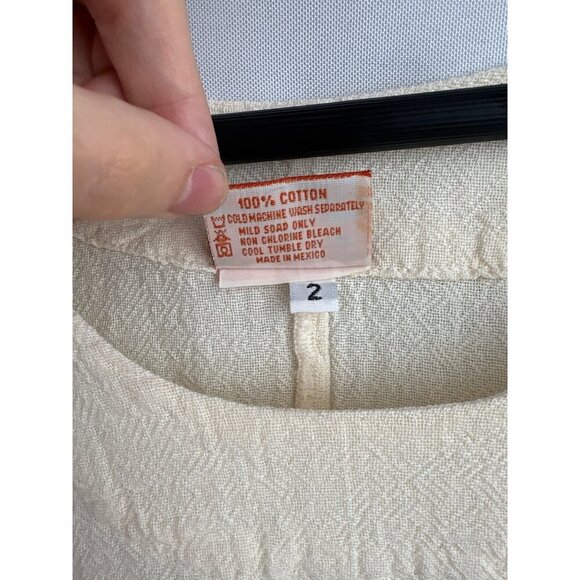 100% COTTON
COLD MACHINE WASH SEPARATELY
MILD SOAP ONLY
NON CHLORINE BLEACH
COOL TUMBLE DRY
MADE IN MEXICO
2